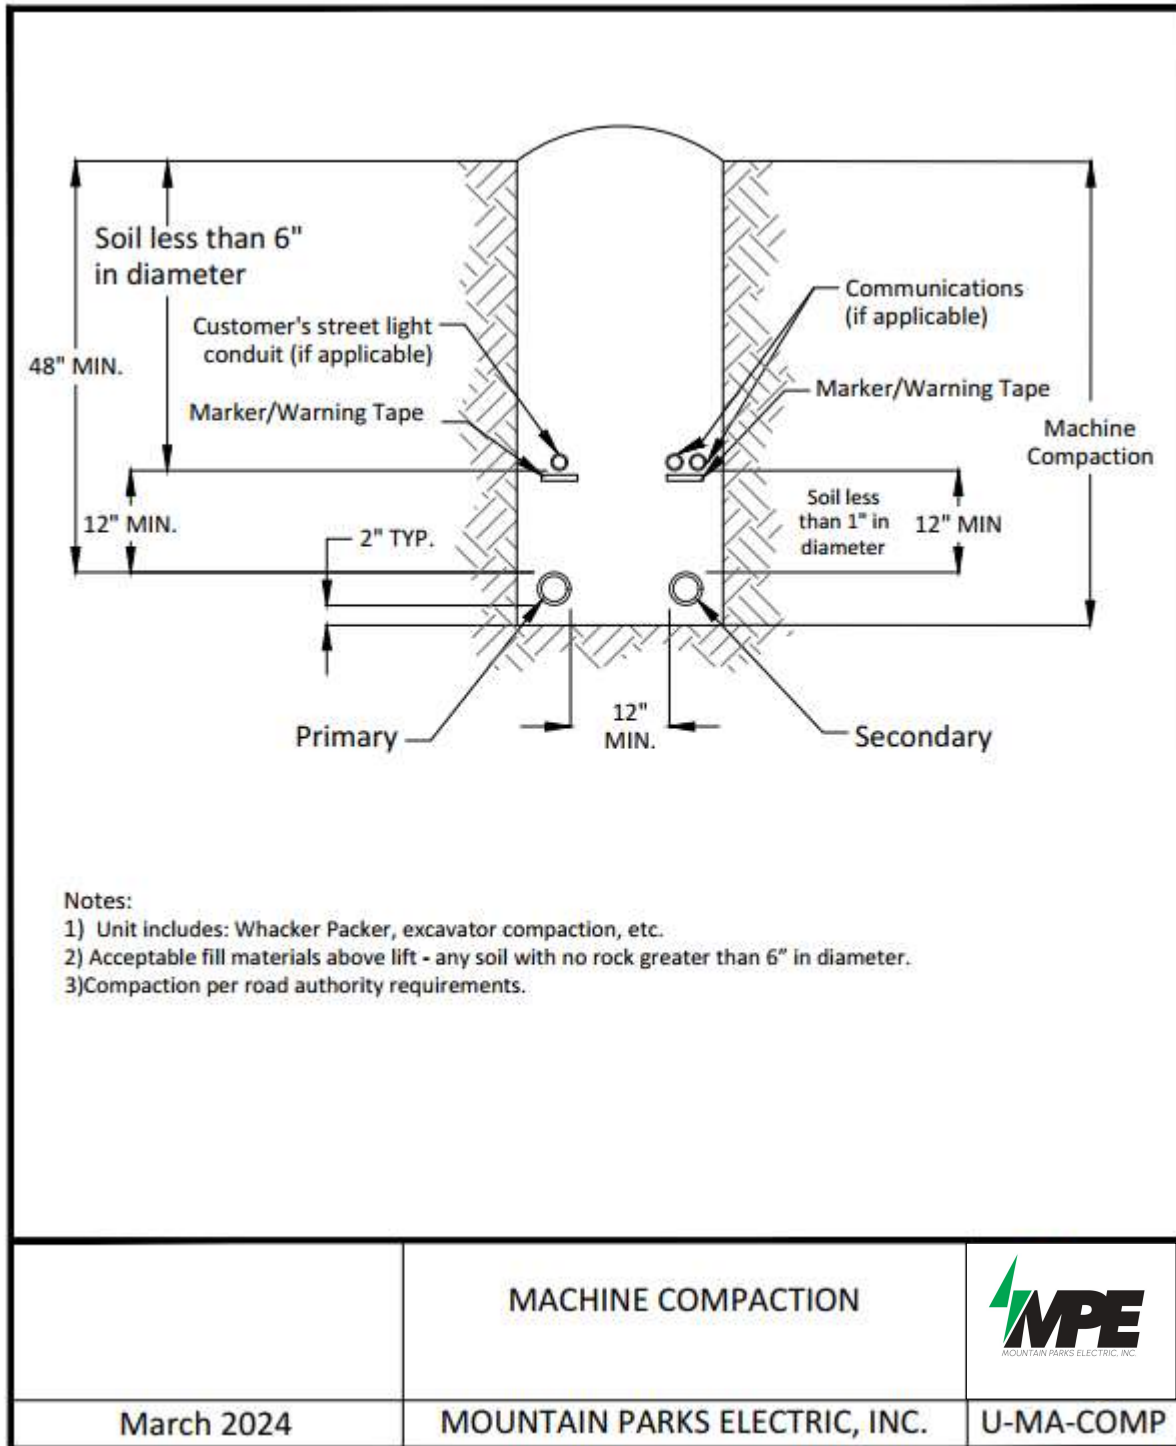 Soil less than 6"
in diameter
Customer's street light
conduit (if applicable)
48" MIN.
Marker/Warning Tape
12" MIN.
2" TYP.
Communications
(if applicable)
Marker/Warning Tape
Machine
Compaction
Soil less
than 1" in
diameter
12" MIN
Primary
12"
MIN.
Secondary
Notes:
1) Unit includes: Whacker Packer, excavator compaction, etc.
2) Acceptable fill materials above lift - any soil with no rock greater than 6" in diameter.
3)Compaction per road authority requirements.
MACHINE COMPACTION
MPE
MOUNTAIN PARKS ELECTRIC, INC.
March 2024
MOUNTAIN PARKS ELECTRIC, INC.
U-MA-COMP